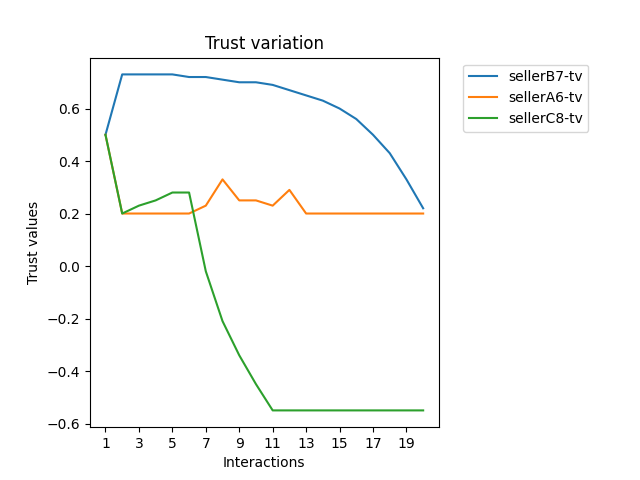 Trust variation
sellerB7-tv
sellerA6-tv
sellerC8-tv
Trust values
0.6
0.4
0.2
0.0
−0.2
−0.4
−0.6
1 3 5 7 9 11 13 15 17 19
Interactions